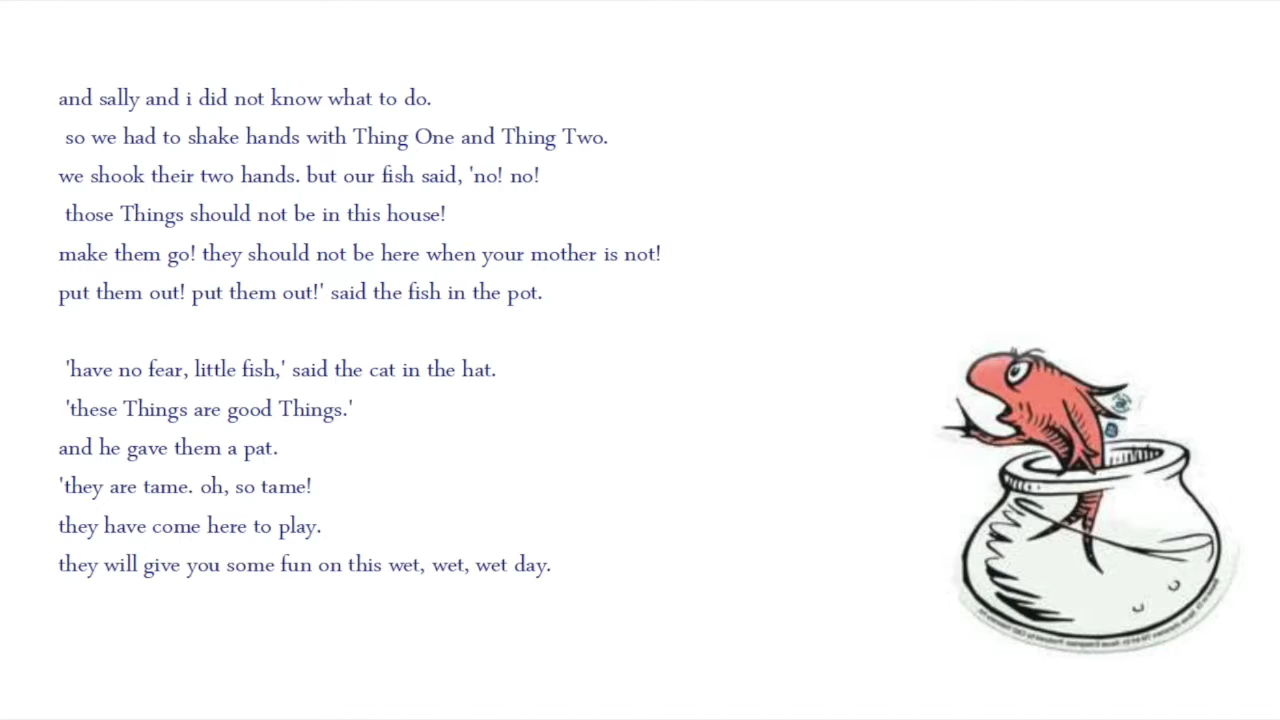 and sally and i did not know what to do.
so we had to shake hands with Thing One and Thing Two.
we shook their two hands. but our fish said, 'no! no!
those Things should not be in this house!
make them go! they should not be here when your mother is not!
put them out! put them out!' said the fish in the pot.
'have no fear, little fish,' said the cat in the hat.
'these Things are good Things.'
and he gave them a pat.
'they are tame. oh, so tame!
they have come here to play.
they will give you some fun on this wet, wet, wet day.